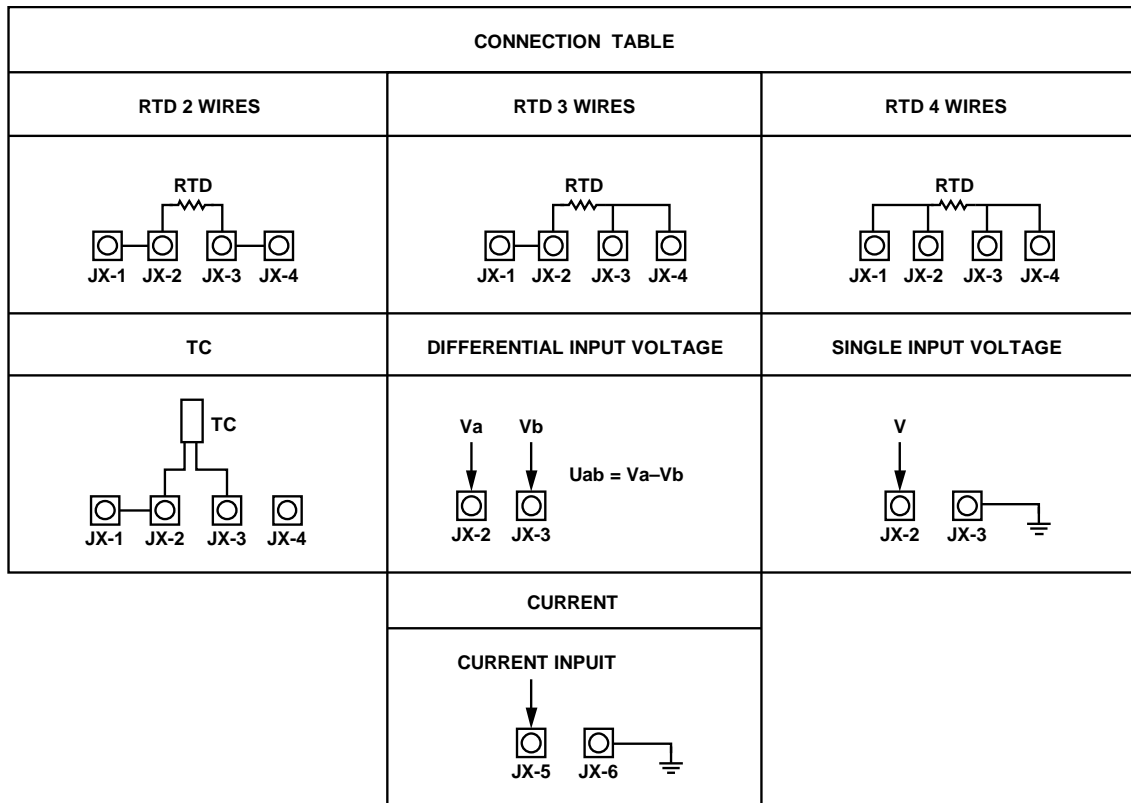 CONNECTION TABLE
RTD 2 WIRES
RTD 3 WIRES
RTD 4 WIRES
RTD
JX-1 JX-2 JX-3 JX-4
RTD
JX-1 JX-2 JX-3 JX-4
RTD
JX-1 JX-2 JX-3 JX-4
TC
DIFFERENTIAL INPUT VOLTAGE
SINGLE INPUT VOLTAGE
TC
JX-1 JX-2 JX-3 JX-4
Va Vb
Uab = Va–Vb
JX-2 JX-3
V
JX-2 JX-3
CURRENT
CURRENT INPUIT
JX-5 JX-6